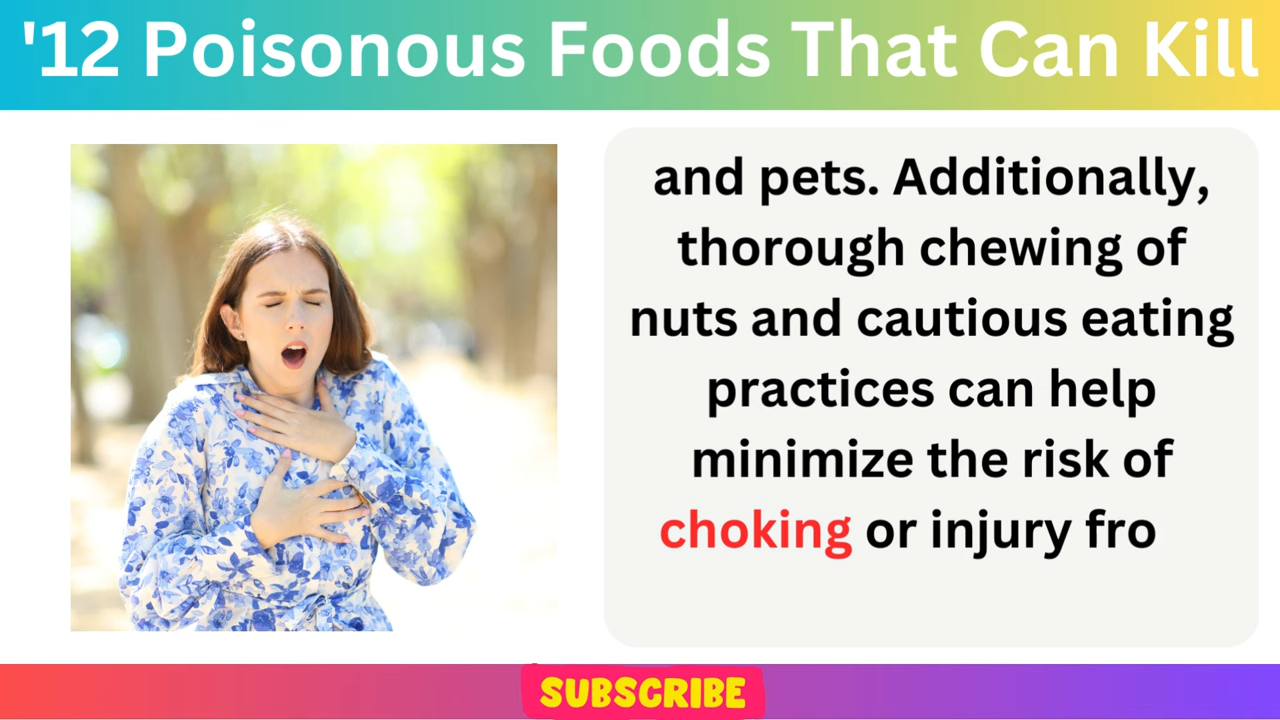 '12 Poisonous Foods That Can Kill
and pets. Additionally,
thorough chewing of
nuts and cautious eating
practices can help
minimize the risk of
choking or injury fro
SUBSCRIBE